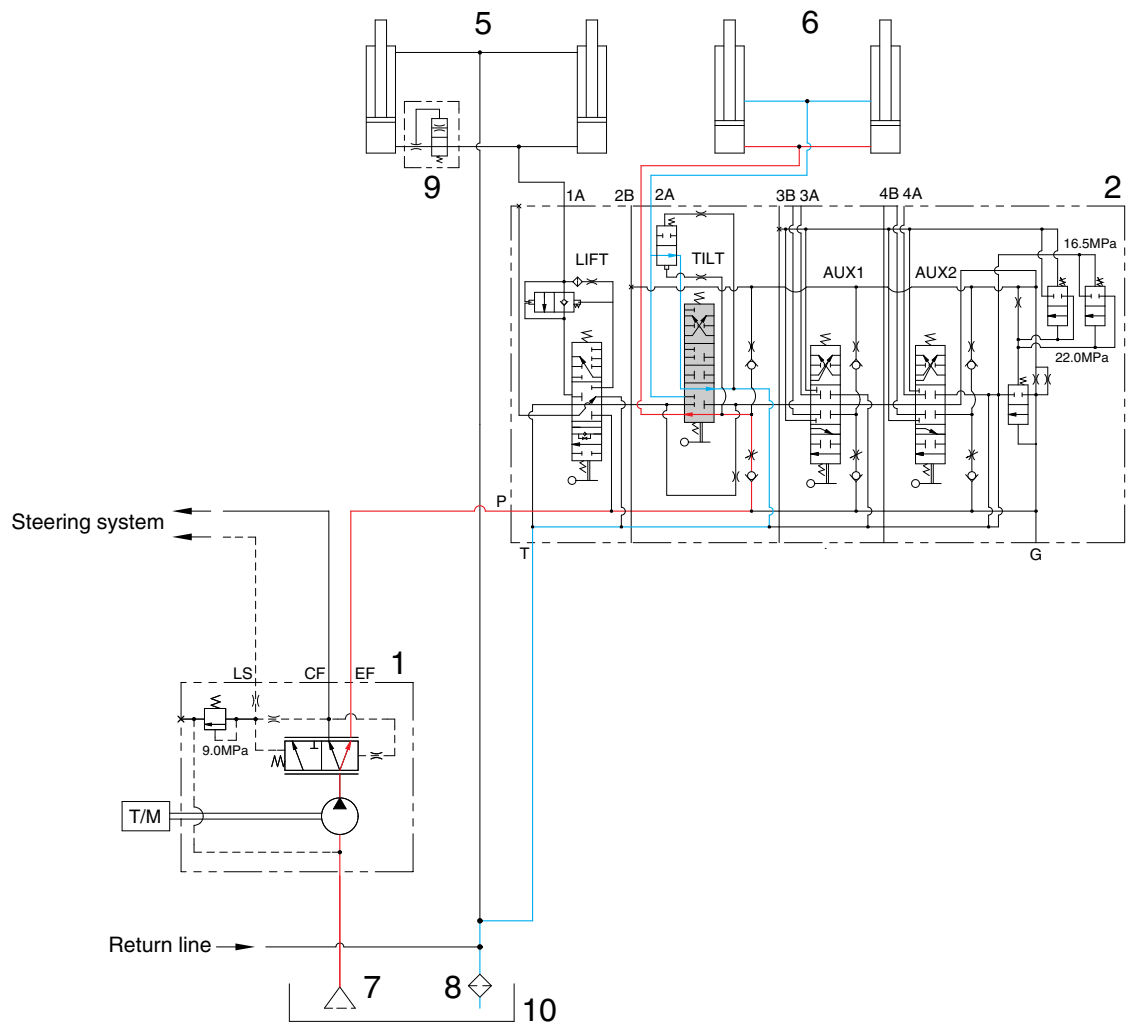 5
6
9
1A
2B
2A
3B
3A
4B
4A
2
LIFT
TILT
AUX1
AUX2
16.5MPa
22.0MPa
P
Steering system
T
G
LS
CF
EF
1
9.0MPa
T/M
Return line
7
8
10